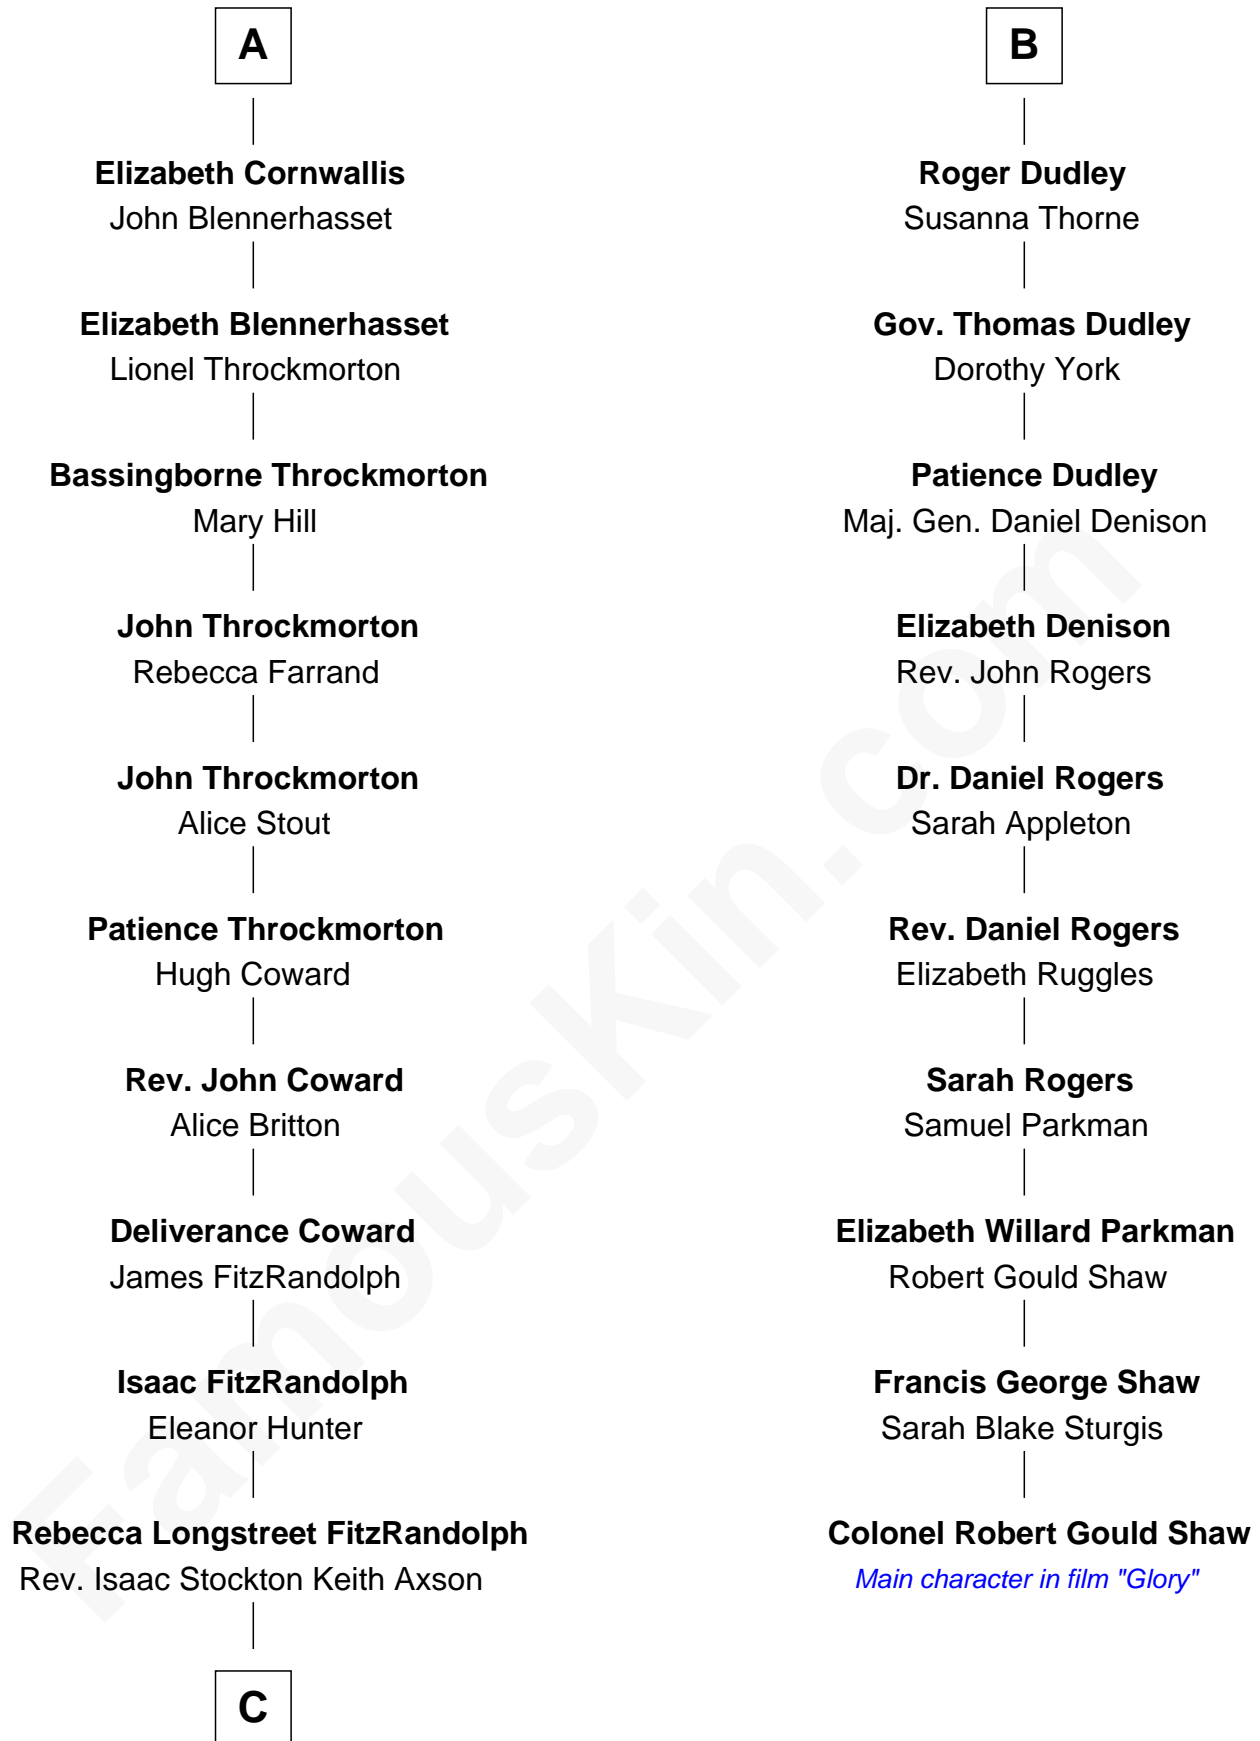 A
Elizabeth Cornwallis
John Blennerhasset
Elizabeth Blennerhasset
Lionel Throckmorton
Bassingborne Throckmorton
Mary Hill
John Throckmorton
Rebecca Farrand
John Throckmorton
Alice Stout
Patience Throckmorton
Hugh Coward
Rev. John Coward
Alice Britton
Deliverance Coward
James FitzRandolph
Isaac FitzRandolph
Eleanor Hunter
Rebecca Longstreet FitzRandolph
Rev. Isaac Stockton Keith Axson
C
B
Roger Dudley
Susanna Thorne
Gov. Thomas Dudley
Dorothy York
Patience Dudley
Maj. Gen. Daniel Denison
Elizabeth Denison
Rev. John Rogers
Dr. Daniel Rogers
Sarah Appleton
Rev. Daniel Rogers
Elizabeth Ruggles
Sarah Rogers
Samuel Parkman
Elizabeth Willard Parkman
Robert Gould Shaw
Francis George Shaw
Sarah Blake Sturgis
Colonel Robert Gould Shaw
Main character in film "Glory"
FamousKin.com